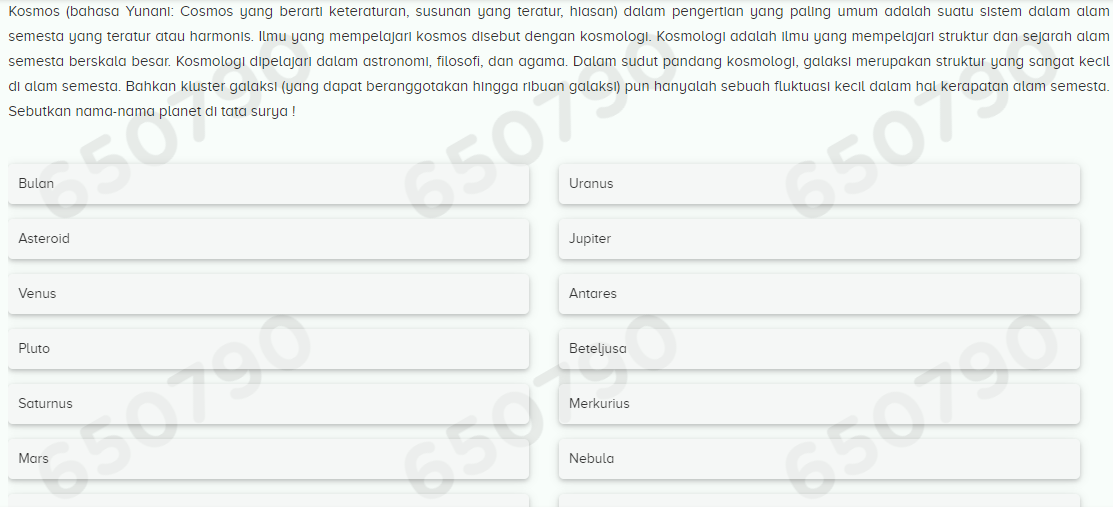 Kosmos (bahasa Yunani: Cosmos yang berarti keteraturan, susunan yang teratur, hiasan) dalam pengertian yang paling umum adalah suatu sistem dalam alam
semesta yang teratur atau harmonis. Ilmu yang mempelajari kosmos disebut dengan kosmologi. Kosmologi adalah ilmu yang mempelajari struktur dan sejarah alam
semesta berskala besar. Kosmologi dipelajari dalam astronomi, filosofi, dan agama. Dalam sudut pandang kosmologi, galaksi merupakan struktur yang sangat kecil
di alam semesta. Bahkan kluster galaksi (yang dapat beranggotakan hingga ribuan galaksi) pun hanyalah sebuah fluktuasi kecil dalam hal kerapatan alam semesta.
Sebutkan nama-nama planet di tata surya !
650790 650790 650790
Bulan
Uranus
Asteroid
Jupiter
Venus
Antares
Pluto
Beteljusa
Saturnus
Merkurius
Mars
Nebula
650790 650790 650790